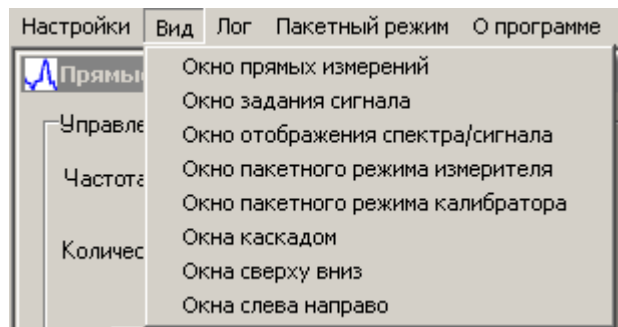 Настройки Вид Лог Пакетный режим О программе
Прямы
Окно прямых измерений
Окно задания сигнала
Управле
Окно отображения спектра/сигнала
Частота
Окно пакетного режима измерителя
Окно пакетного режима калибратора
Количес
Окна каскадом
Окна сверху вниз
Окна слева направо